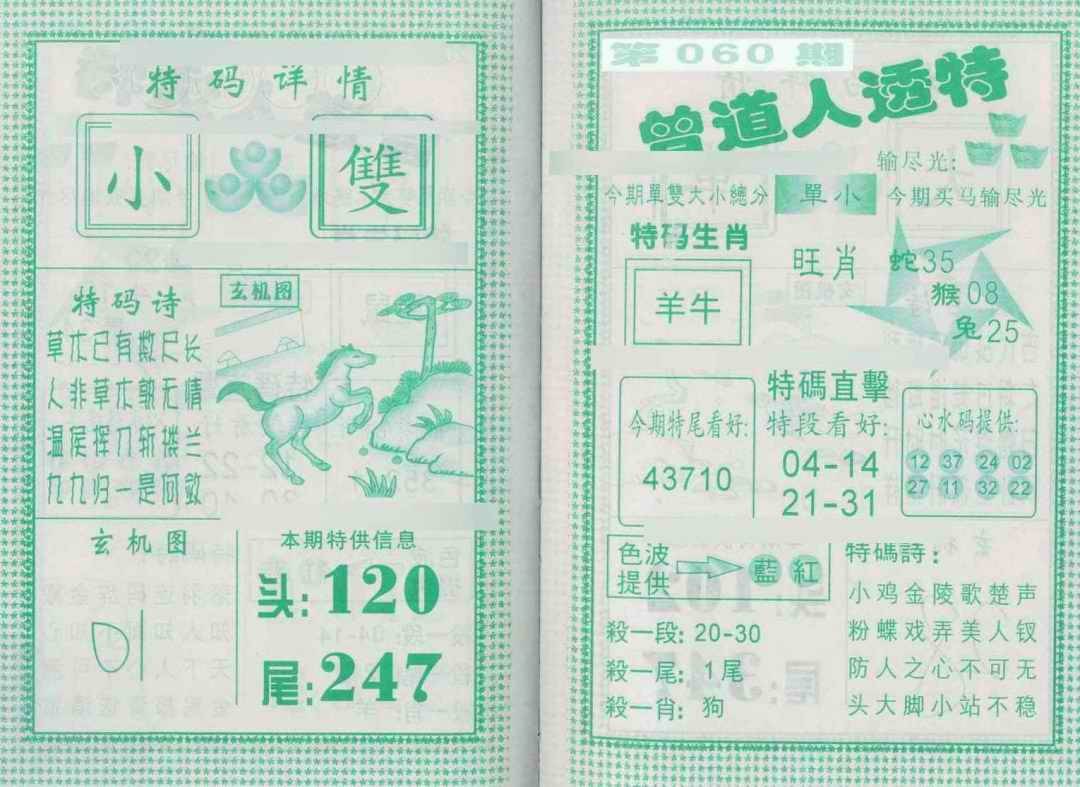 特码详情
小
雙
特码诗
草木已有数尺长
人非草木貌无情
温侯挥刀斩楼兰
九九归一是何数
玄机图
玄机图
本期特供信息
头:120
尾:247
第060期
曾道人透特
输尽光:
今期單雙大小總分
單小
今期买马输尽光
特码生肖
羊牛
旺肖
蛇35
猴08
兔25
今期特尾看好:
43710
特碼直擊
特段看好:
04-14
21-31
心水码提供:
12 37 24 02
27 11 32 22
色波
提供
藍 紅
殺一段: 20-30
殺一尾: 1尾
殺一肖: 狗
特碼詩:
小鸡金陵歌楚声
粉蝶戏弄美人钗
防人之心不可无
头大脚小站不稳